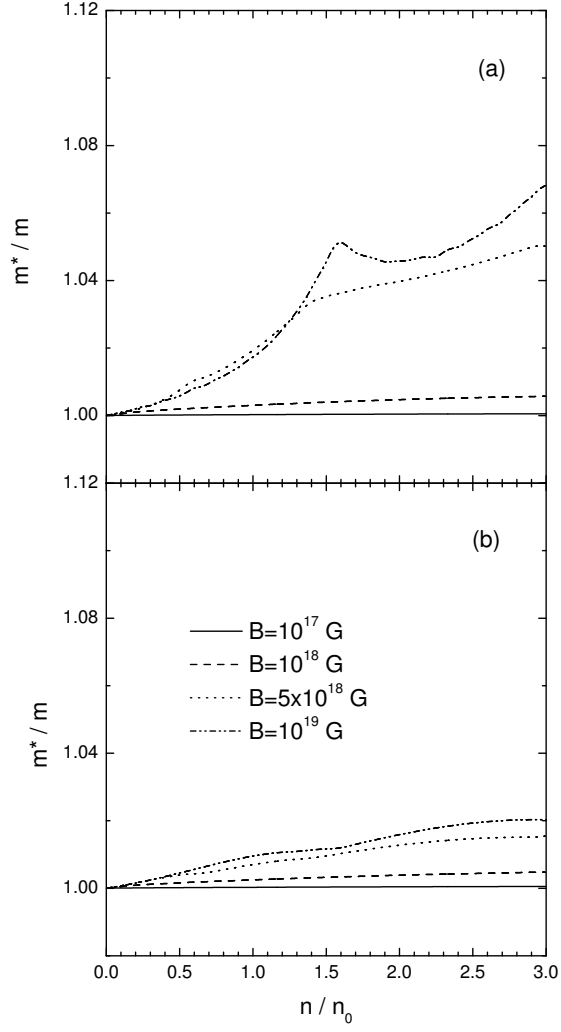 1.12
(a)
1.08
m* / m
1.04
1.00
1.12
(b)
B=10^17 G
1.08
B=10^18 G
B=5x10^18 G
m* / m
1.04
B=10^19 G
1.00
0.0 0.5 1.0 1.5 2.0 2.5 3.0
n / n_0